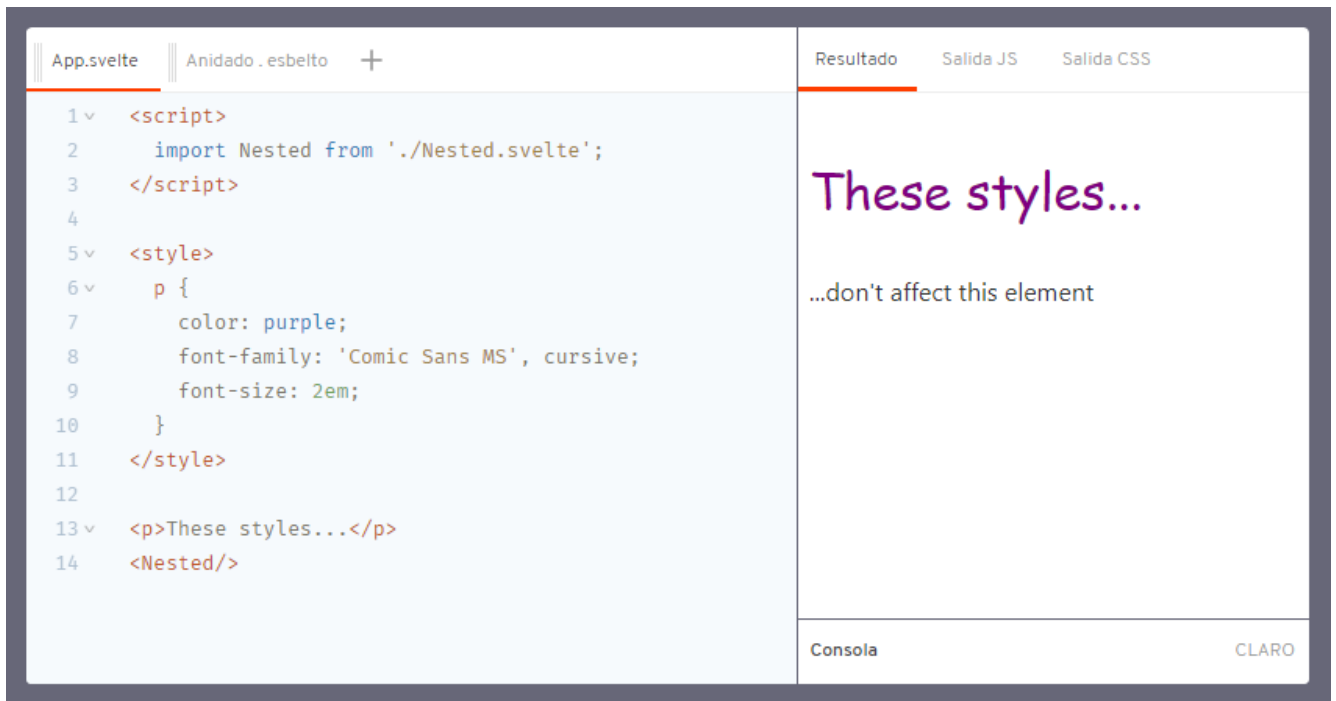 App.svelte Anidado . esbelto +
1 <script>
2 import Nested from './Nested.svelte';
3 </script>
4
5 <style>
6 p {
7 color: purple;
8 font-family: 'Comic Sans MS', cursive;
9 font-size: 2em;
10 }
11 </style>
12
13 <p>These styles...</p>
14 <Nested/>
Resultado Salida JS Salida CSS
These styles...
...don't affect this element
Consola CLARO